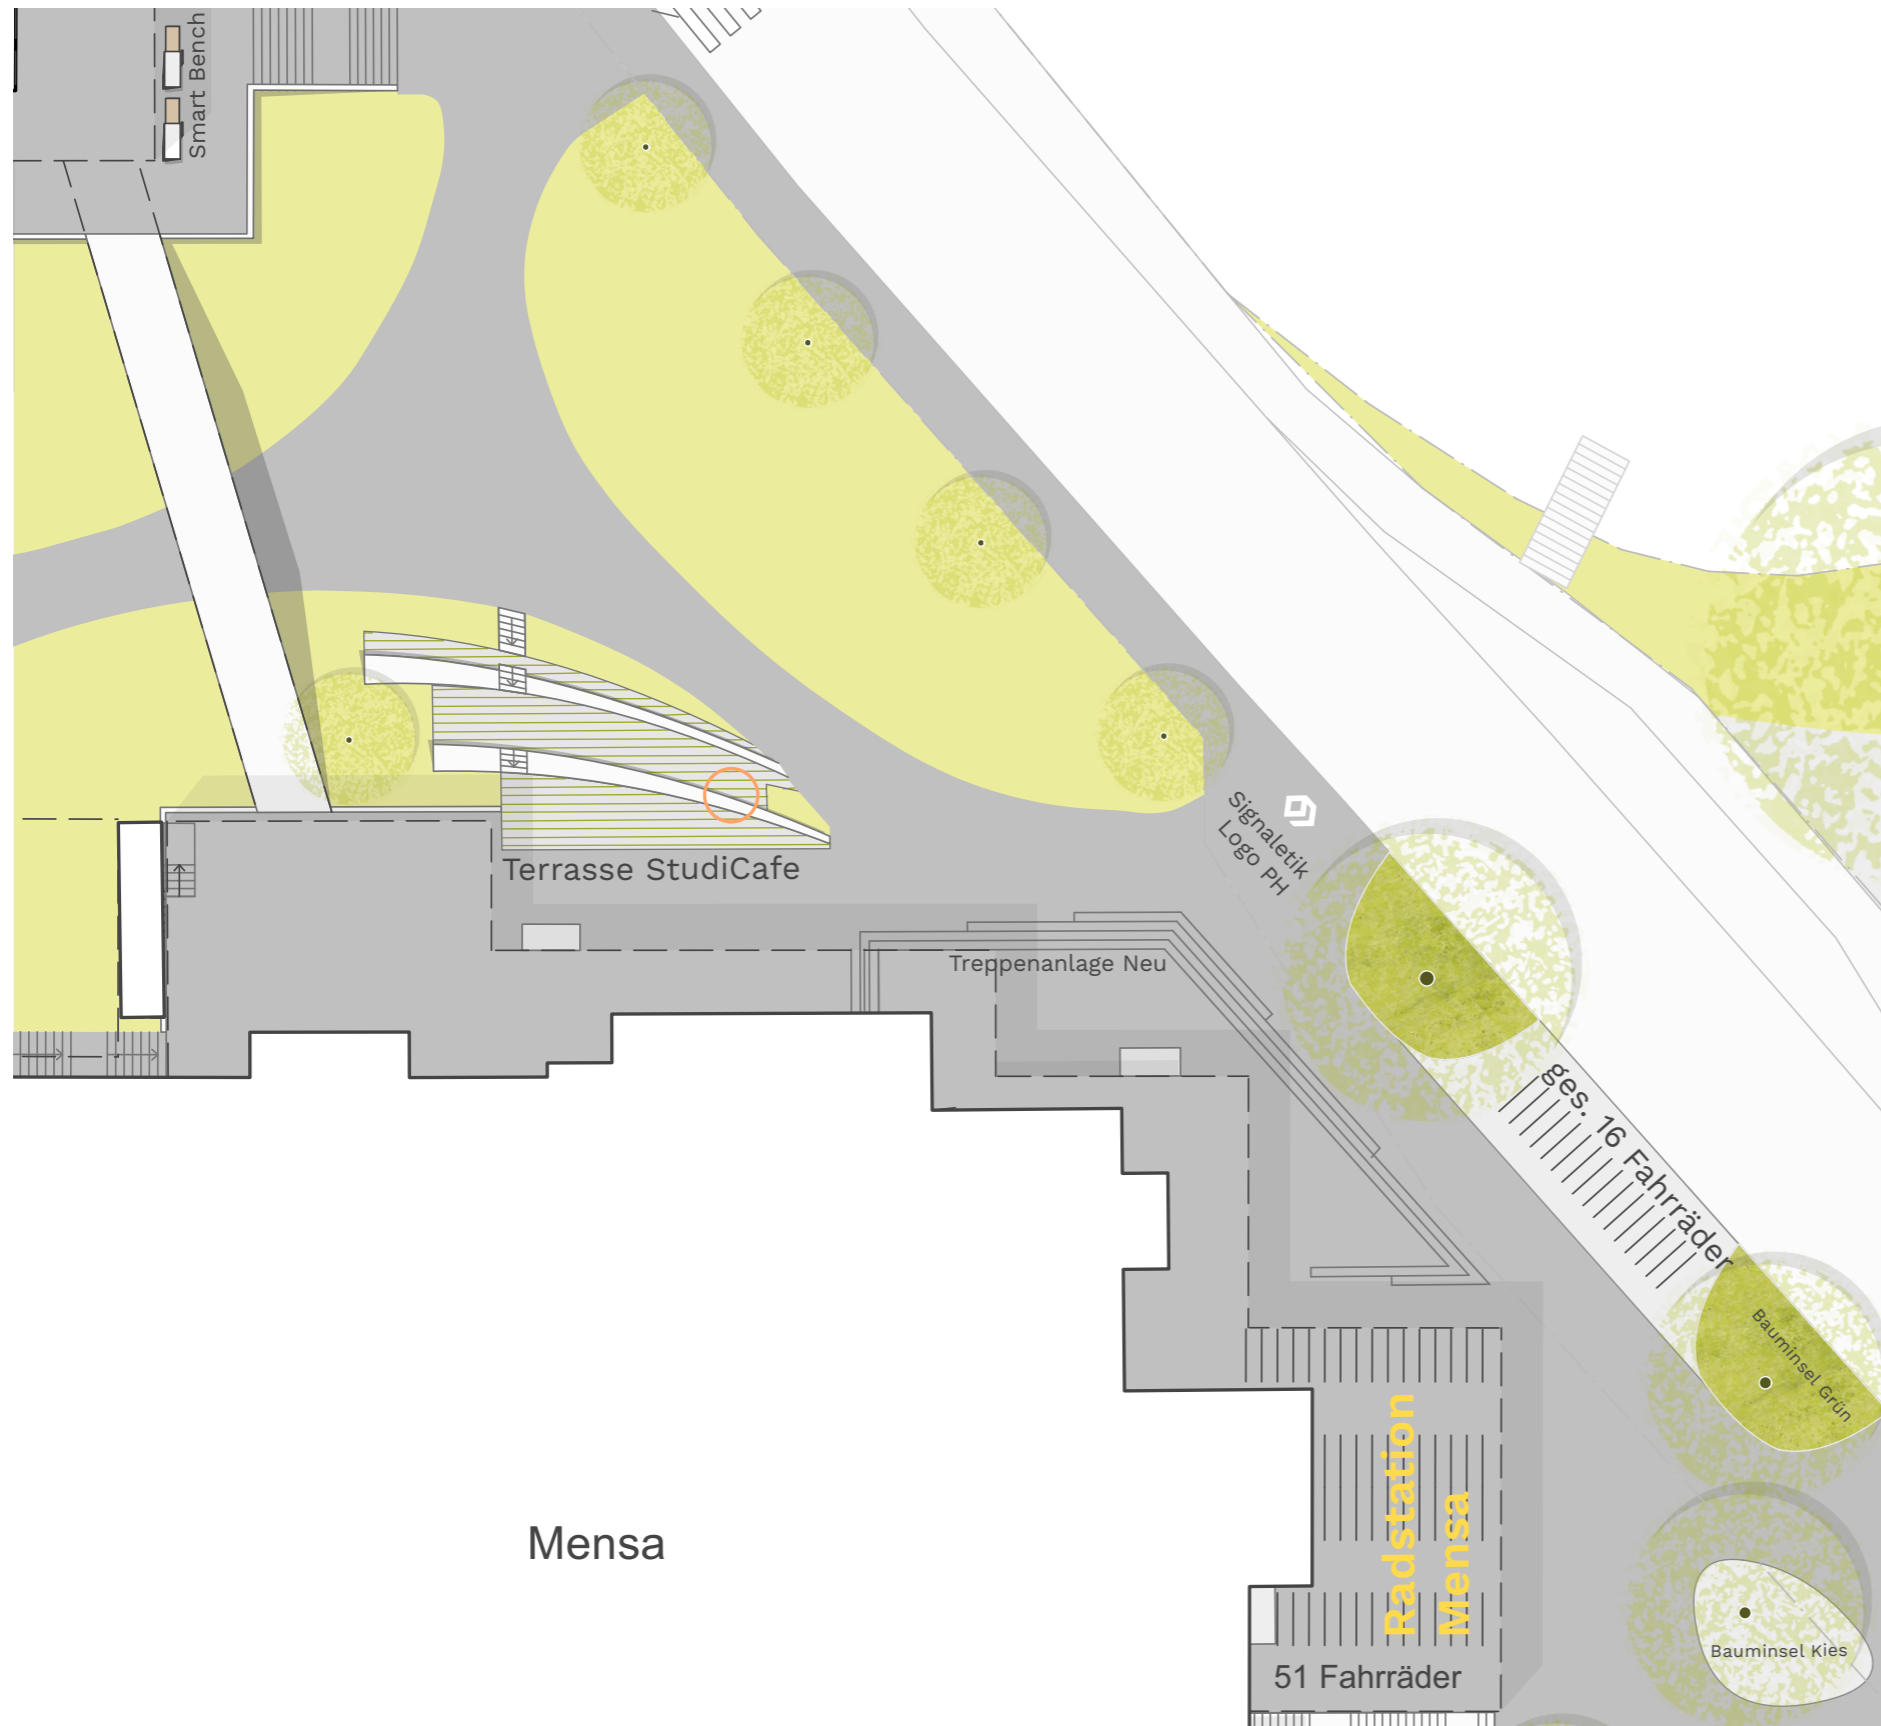 Smart Bench
Terrasse StudiCafe
Signaletik
Logo PH
Treppenanlage Neu
ges. 16 Fahrräder
Bauminsel Grün
Radstation
Mensa
Mensa
Bauminsel Kies
51 Fahrräder